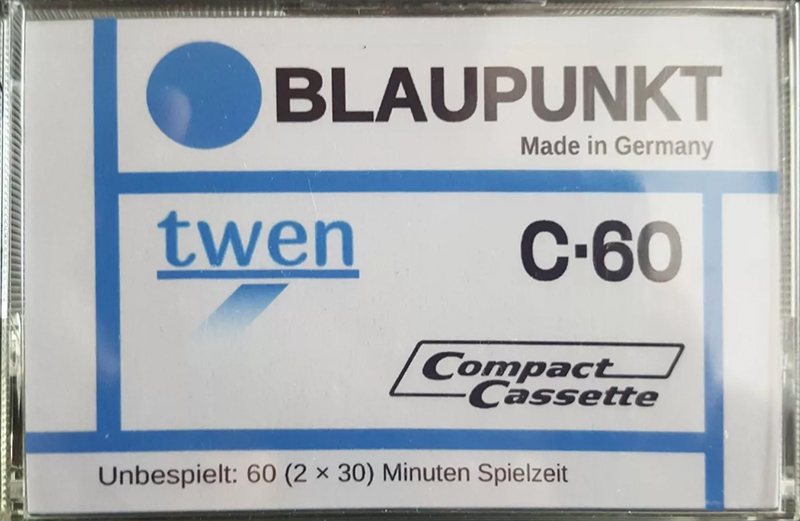 BLAUPUNKT
Made in Germany
twen
C·60
Compact
Cassette
Unbespielt: 60 (2 × 30) Minuten Spielzeit